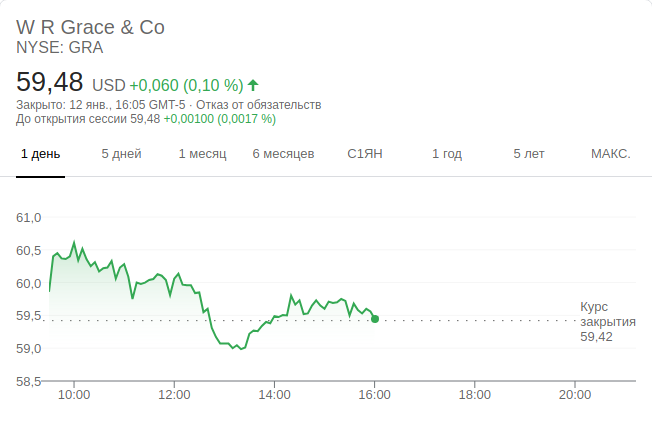 W R Grace & Co
NYSE: GRA
59,48 USD +0,060 (0,10 %)
Закрыто: 12 янв., 16:05 GMT-5 · Отказ от обязательств
До открытия сессии 59,48 +0,00100 (0,0017 %)
1 день 5 дней 1 месяц 6 месяцев С1ЯН 1 год 5 лет МАКС.
61,0
60,5
60,0
59.5
59,0
58,5
Курс
закрытия
59,42
10:00 12:00 14:00 16:00 18:00 20:00